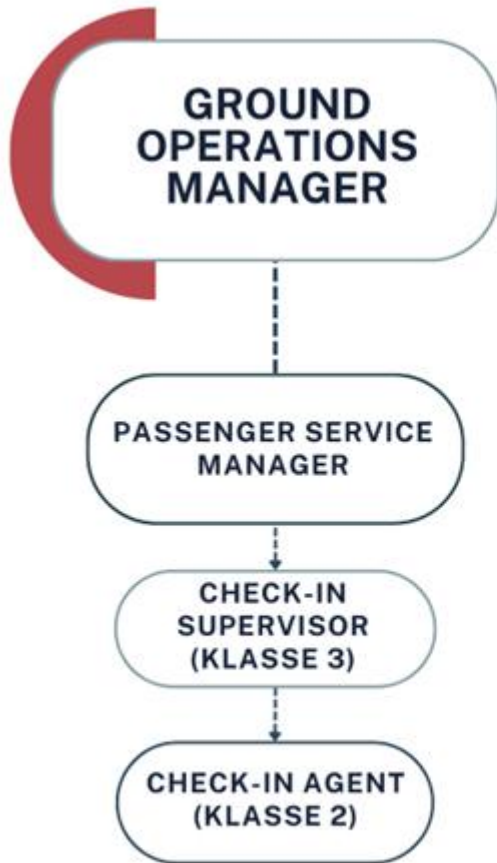 GROUND
OPERATIONS
MANAGER
PASSENGER SERVICE
MANAGER
CHECK-IN
SUPERVISOR
(KLASSE 3)
CHECK-IN AGENT
(KLASSE 2)